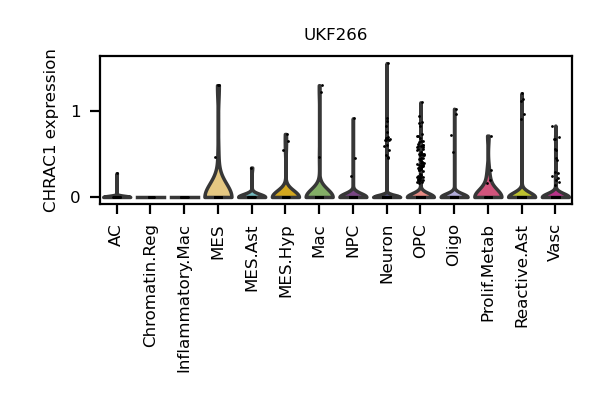 UKF266
CHRAC1 expression
1
0
AC
Chromatin.Reg
Inflammatory.Mac
MES
MES.Ast
MES.Hyp
Mac
NPC
Neuron
OPC
Oligo
Prolif.Metab
Reactive.Ast
Vasc